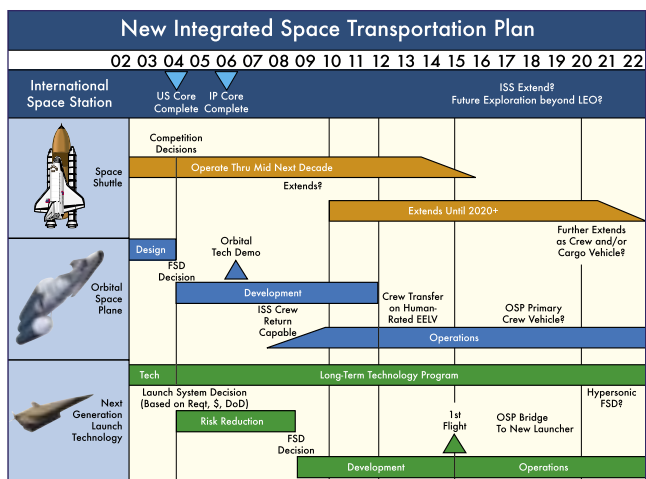 New Integrated Space Transportation Plan
02 03 04 05 06 07 08 09 10 11 12 13 14 15 16 17 18 19 20 21 22
International
Space Station
US Core
Complete
IP Core
Complete
ISS Extend?
Future Exploration beyond LEO?
Space
Shuttle
Competition
Decisions
Operate Thru Mid Next Decade
Extends?
Extends Until 2020+
Further Extends
as Crew and/or
Cargo Vehicle?
Orbital
Space
Plane
Design
FSD
Decision
Orbital
Tech Demo
Development
ISS Crew
Return
Capable
Crew Transfer
on Human-
Rated EELV
OSP Primary
Crew Vehicle?
Operations
Next
Generation
Launch
Technology
Tech
Long-Term Technology Program
Launch System Decision
(Based on Reqt, $, DoD)
Risk Reduction
FSD
Decision
1st
Flight
OSP Bridge
To New Launcher
Hypersonic
FSD?
Development
Operations